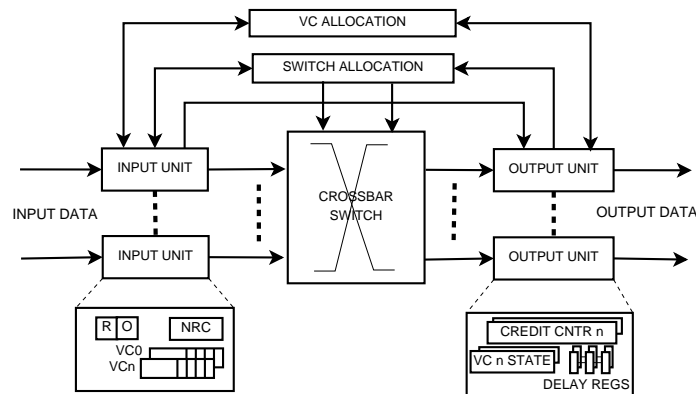 VC ALLOCATION
SWITCH ALLOCATION
INPUT UNIT
OUTPUT UNIT
INPUT DATA
CROSSBAR
SWITCH
OUTPUT DATA
INPUT UNIT
OUTPUT UNIT
R O
NRC
VC0
VCn
CREDIT CNTR n
VC n STATE
DELAY REGS